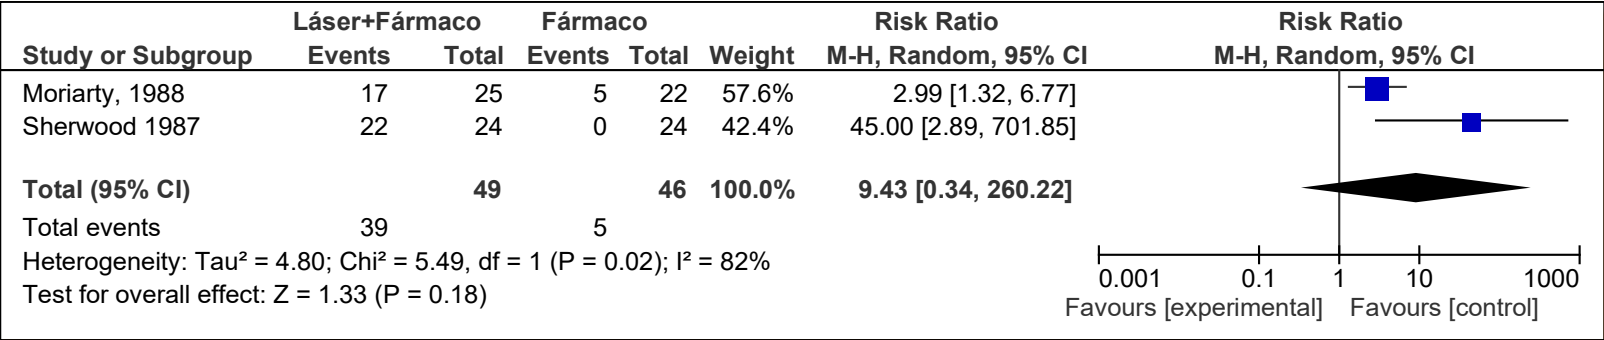 Láser+Fármaco Fármaco Risk Ratio Risk Ratio
Study or Subgroup Events Total Events Total Weight M-H, Random, 95% CI M-H, Random, 95% CI
Moriarty, 1988 17 25 5 22 57.6% 2.99 [1.32, 6.77]
Sherwood 1987 22 24 0 24 42.4% 45.00 [2.89, 701.85]
Total (95% CI) 49 46 100.0% 9.43 [0.34, 260.22]
Total events 39 5
Heterogeneity: Tau² = 4.80; Chi² = 5.49, df = 1 (P = 0.02); I² = 82%
Test for overall effect: Z = 1.33 (P = 0.18)
0.001 0.1 1 10 1000
Favours [experimental] Favours [control]